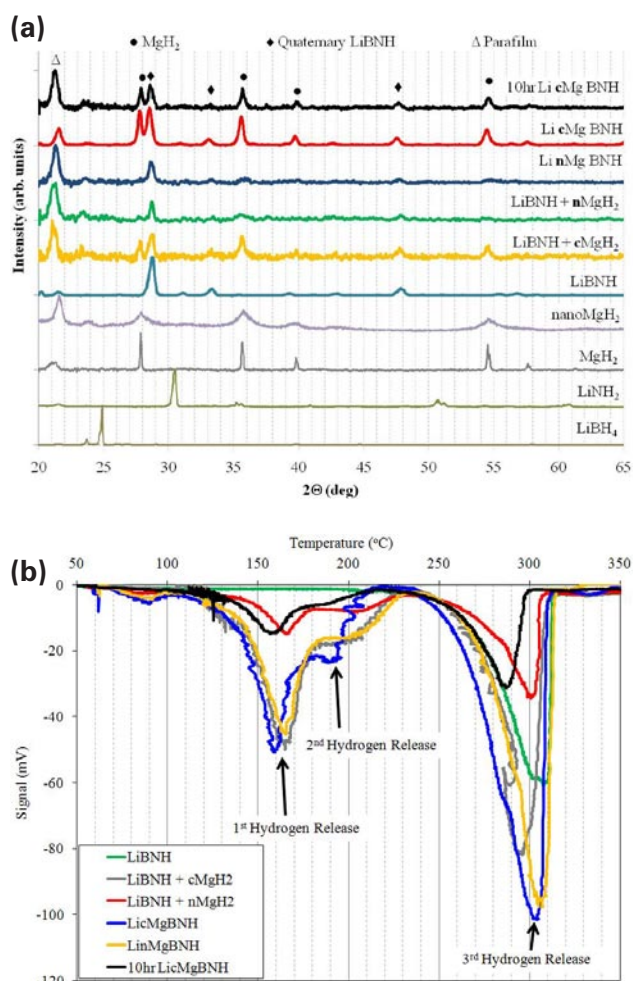 (a)
● MgH₂ ◆ Quaternary LiBNH Δ Parafilm
Δ
10hr Li cMg BNH
Li cMg BNH
Li nMg BNH
LiBNH + nMgH₂
LiBNH + cMgH₂
LiBNH
nanoMgH₂
MgH₂
LiNH₂
LiBH₄
Intensity (arb. units)
20 25 30 35 40 45 50 55 60 65
2Θ (deg)
(b)
Temperature (°C)
50 100 150 200 250 300 350
0
-20
-40
-60
-80
-100
-120
Signal (mV)
2nd Hydrogen Release
1st Hydrogen Release
3rd Hydrogen Release
LiBNH
LiBNH + cMgH2
LiBNH + nMgH2
LicMgBNH
LinMgBNH
10hr LicMgBNH